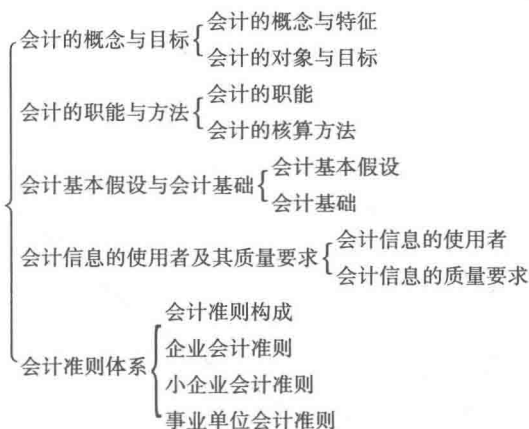 会计的概念与目标
会计的概念与特征
会计的对象与目标
会计的职能与方法
会计的职能
会计的核算方法
会计基本假设与会计基础
会计基本假设
会计基础
会计信息的使用者及其质量要求
会计信息的使用者
会计信息的质量要求
会计准则体系
会计准则构成
企业会计准则
小企业会计准则
事业单位会计准则